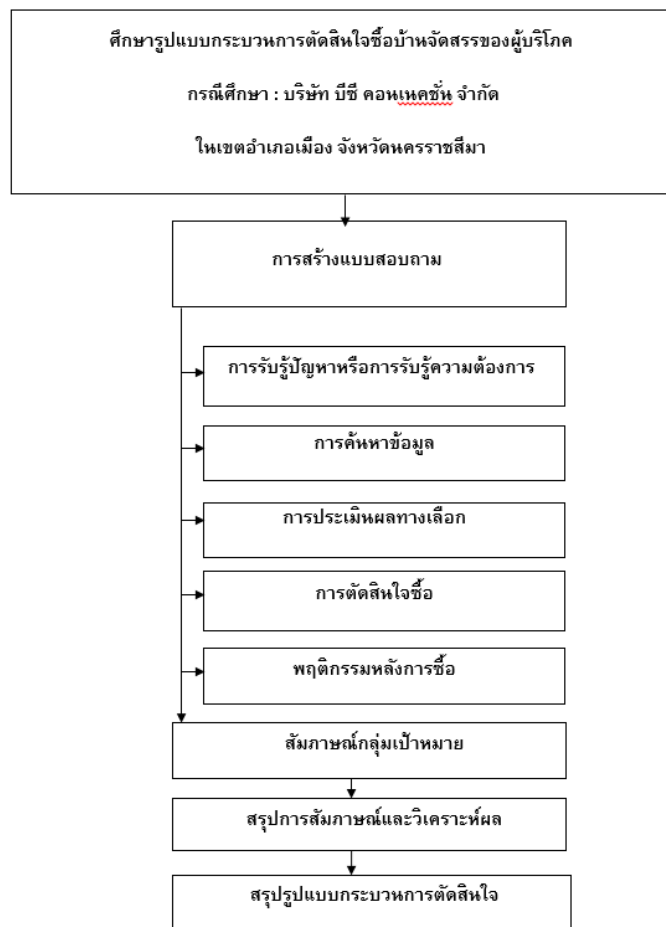 ศึกษารูปแบบกระบวนการตัดสินใจซื้อบ้านจัดสรรของผู้บริโภค
กรณีศึกษา : บริษัท บีซี คอนเนคชั่น จำกัด
ในเขตอำเภอเมือง จังหวัดนครราชสีมา
การสร้างแบบสอบถาม
การรับรู้ปัญหาหรือการรับรู้ความต้องการ
การค้นหาข้อมูล
การประเมินผลทางเลือก
การตัดสินใจซื้อ
พฤติกรรมหลังการซื้อ
สัมภาษณ์กลุ่มเป้าหมาย
สรุปการสัมภาษณ์และวิเคราะห์ผล
สรุปรูปแบบกระบวนการตัดสินใจ